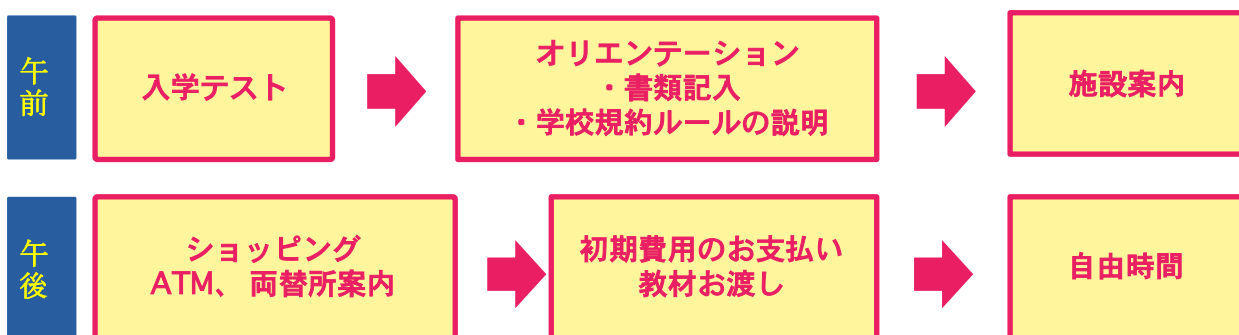 午前
入学テスト
オリエンテーション
・書類記入
・学校規約ルールの説明
施設案内
午後
ショッピング
ATM、両替所案内
初期費用のお支払い
教材お渡し
自由時間